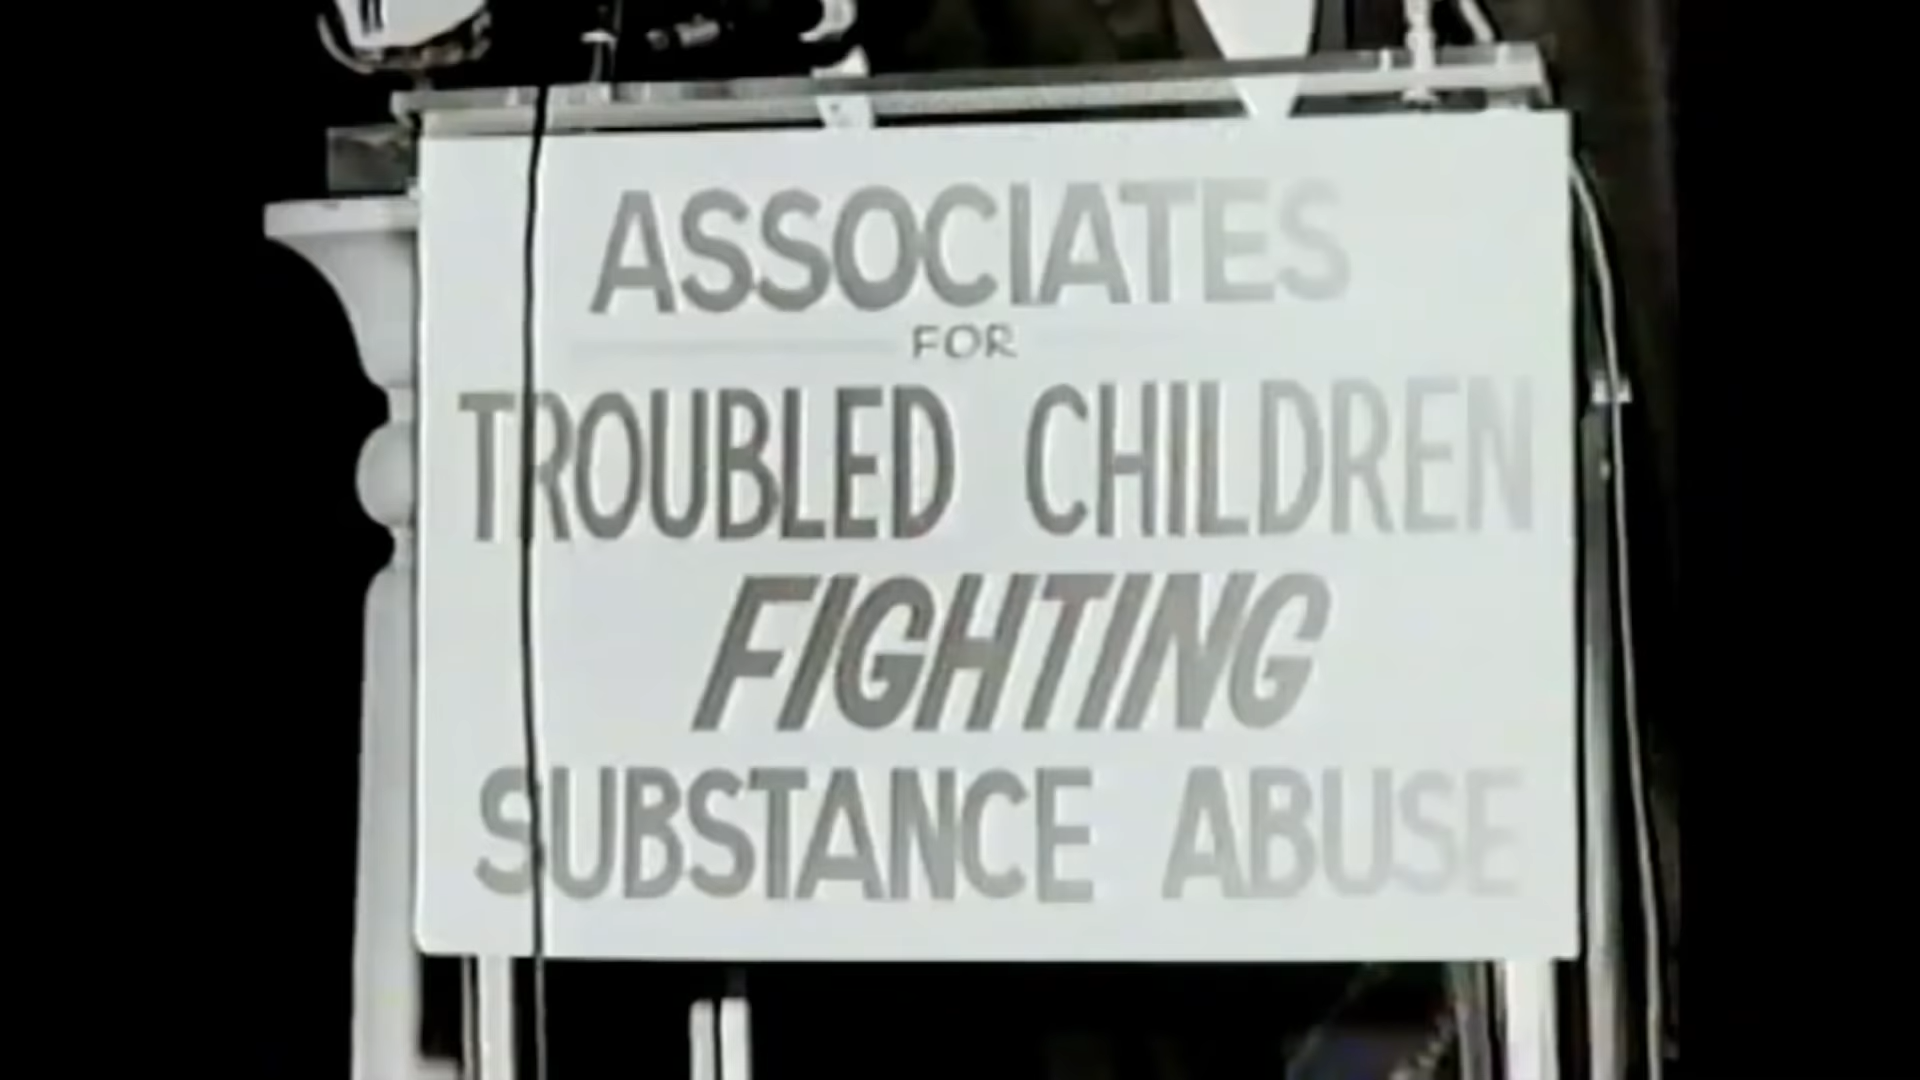 ASSOCIATES
FOR
TROUBLED CHILDREN
FIGHTING
SUBSTANCE ABUSE